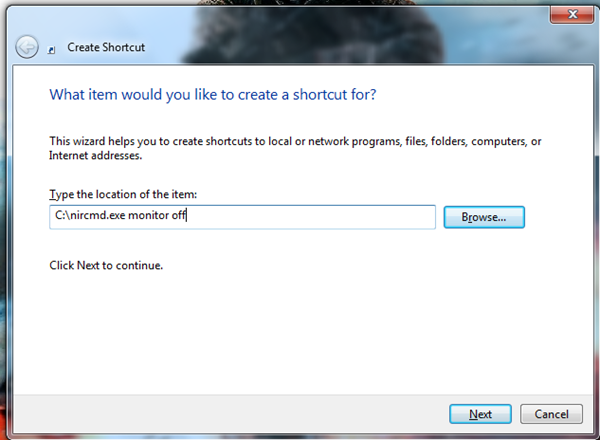 Create Shortcut
What item would you like to create a shortcut for?
This wizard helps you to create shortcuts to local or network programs, files, folders, computers, or
Internet addresses.
Type the location of the item:
C:\nircmd.exe monitor off
Browse...
Click Next to continue.
Next
Cancel